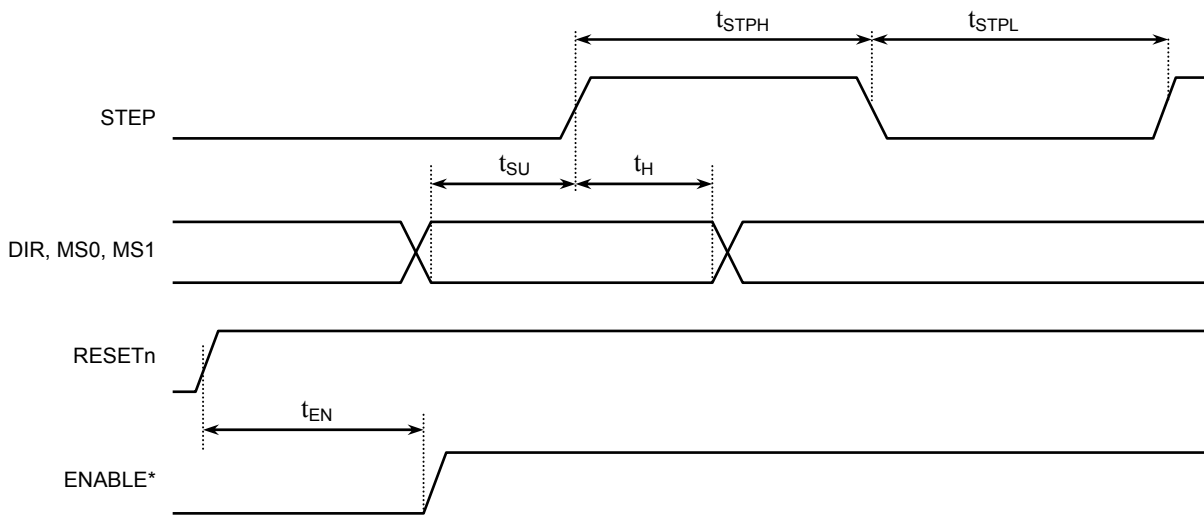 tSTPH tSTPL
STEP
tSU tH
DIR, MS0, MS1
RESETn
tEN
ENABLE*